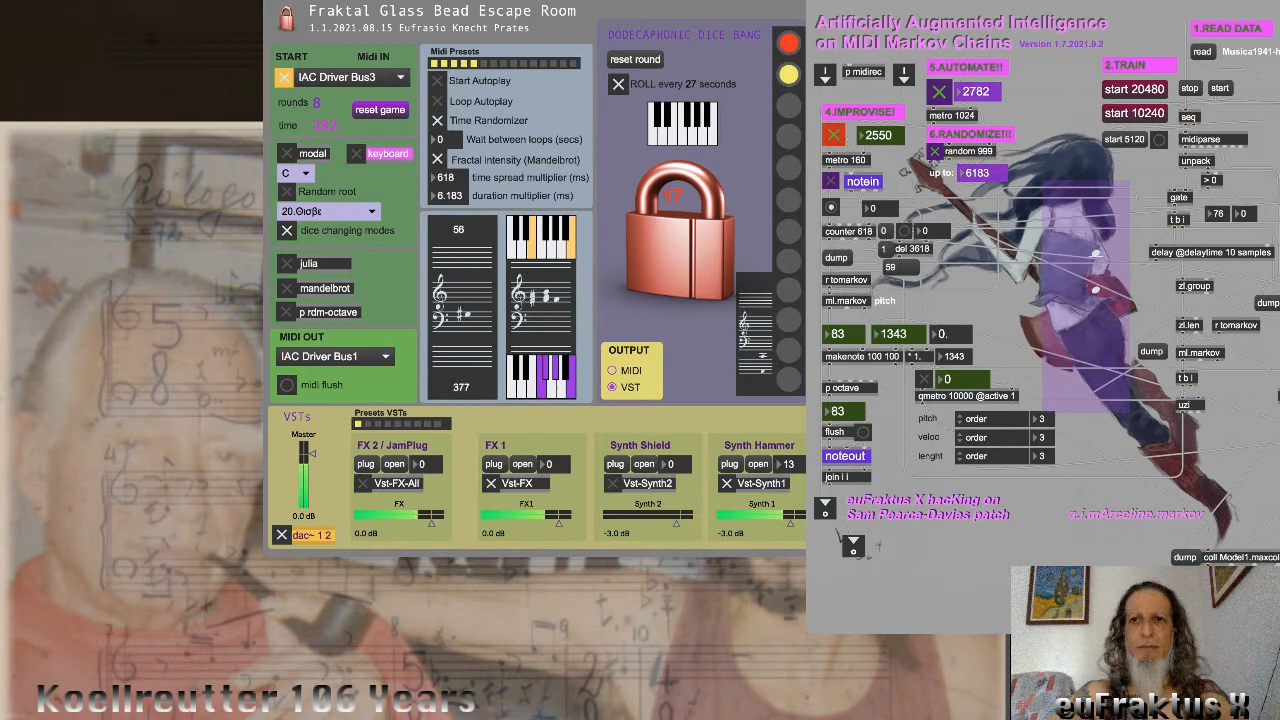 Fraktal Glass Bead Escape Room
1.1.2021.08.15 Eufrasio Knecht Prates
START
Midi IN
IAC Driver Bus3
rounds 8
reset game
time
modal
keyboard
C
Random root
20.Θισβε
dice changing modes
julia
mandelbrot
p rdm-octave
MIDI OUT
IAC Driver Bus1
midi flush
Midi Presets
Start Autoplay
Loop Autoplay
Time Randomizer
0 Wait between loops (secs)
Fractal intensity (Mandelbrot)
618 time spread multiplier (ms)
6.183 duration multiplier (ms)
56
377
DODECAPHONIC DICE BANG
reset round
ROLL every 27 seconds
17
OUTPUT
MIDI
VST
VSTs
Master
0.0 dB
dac~ 1 2
Presets VSTs
FX 2 / JamPlug
plug open 0
Vst-FX-All
FX
0.0 dB
FX 1
plug open 0
Vst-FX
FX1
0.0 dB
Synth Shield
plug open 0
Vst-Synth2
Synth 2
-3.0 dB
Synth Hammer
plug open 13
Vst-Synth1
Synth 1
-3.0 dB
Artificially Augmented Intelligence
on MIDI Markov Chains Version 1.7.2021.9.2
p midirec
4.IMPROVISE!
2550
metro 160
notein
0
counter 618 0 0
1 del 3618
dump
59
r tomarkov
ml.markov pitch
83 1343 0.
makenote 100 100 * 1. 1343
p octave
83
flush
noteout
join i i
5.AUTOMATE!!
2782
metro 1024
6.RANDOMIZE!!!
random 999
up to: 6183
0
qmetro 10000 @active 1
pitch order 3
veloc order 3
lenght order 3
1.READ DATA
read Musica1941-h
2.TRAIN
start 20480
start 10240
start 5120
stop start
seq
midiparse
unpack
> 0
gate
t b i
76 0
delay @delaytime 10 samples
zl.group
dump
zl.len r tomarkov
dump
ml.markov
t b i
uzi
euFraktus X hacKing on
Sam Pearce-Davies patch
a.i.mArceline.markov
dump coll Model1.maxcol
Koellreutter 106 Years
euFraktus X